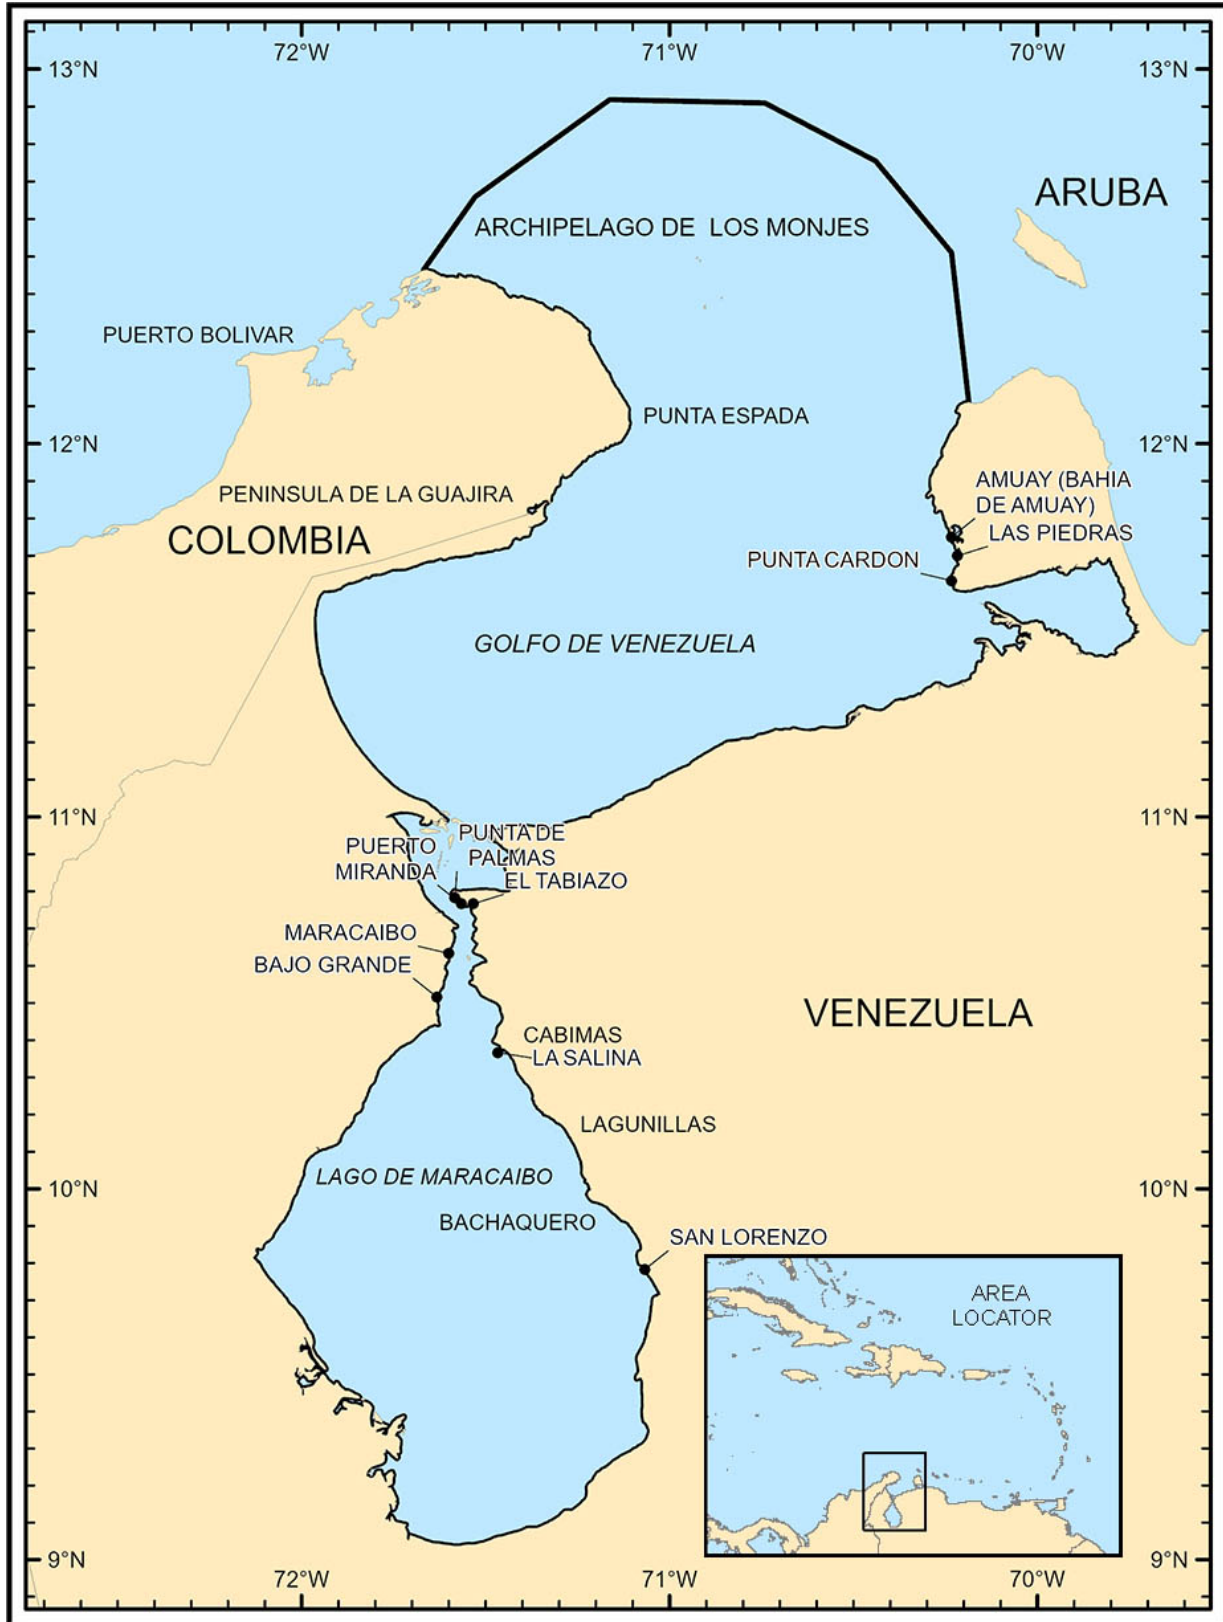 72°W 71°W 70°W
13°N 13°N
ARUBA
ARCHIPELAGO DE LOS MONJES
PUERTO BOLIVAR
PUNTA ESPADA
12°N 12°N
AMUAY (BAHIA
DE AMUAY)
PENINSULA DE LA GUAJIRA
LAS PIEDRAS
COLOMBIA
PUNTA CARDON
GOLFO DE VENEZUELA
11°N 11°N
PUNTA DE
PALMAS
PUERTO
MIRANDA
EL TABIAZO
MARACAIBO
BAJO GRANDE
VENEZUELA
CABIMAS
LA SALINA
LAGUNILLAS
LAGO DE MARACAIBO
10°N 10°N
BACHAQUERO
SAN LORENZO
AREA
LOCATOR
9°N 9°N
72°W 71°W 70°W